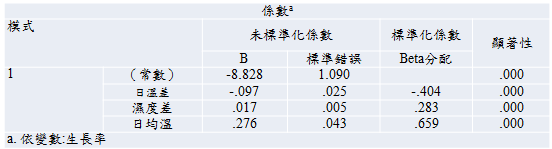 係數a
模式 未標準化係數 標準化係數 顯著性
B 標準錯誤 Beta分配
1 (常數) -8.828 1.090 .000
日溫差 -.097 .025 -.404 .000
濕度差 .017 .005 .283 .000
日均溫 .276 .043 .659 .000
a. 依變數:生長率